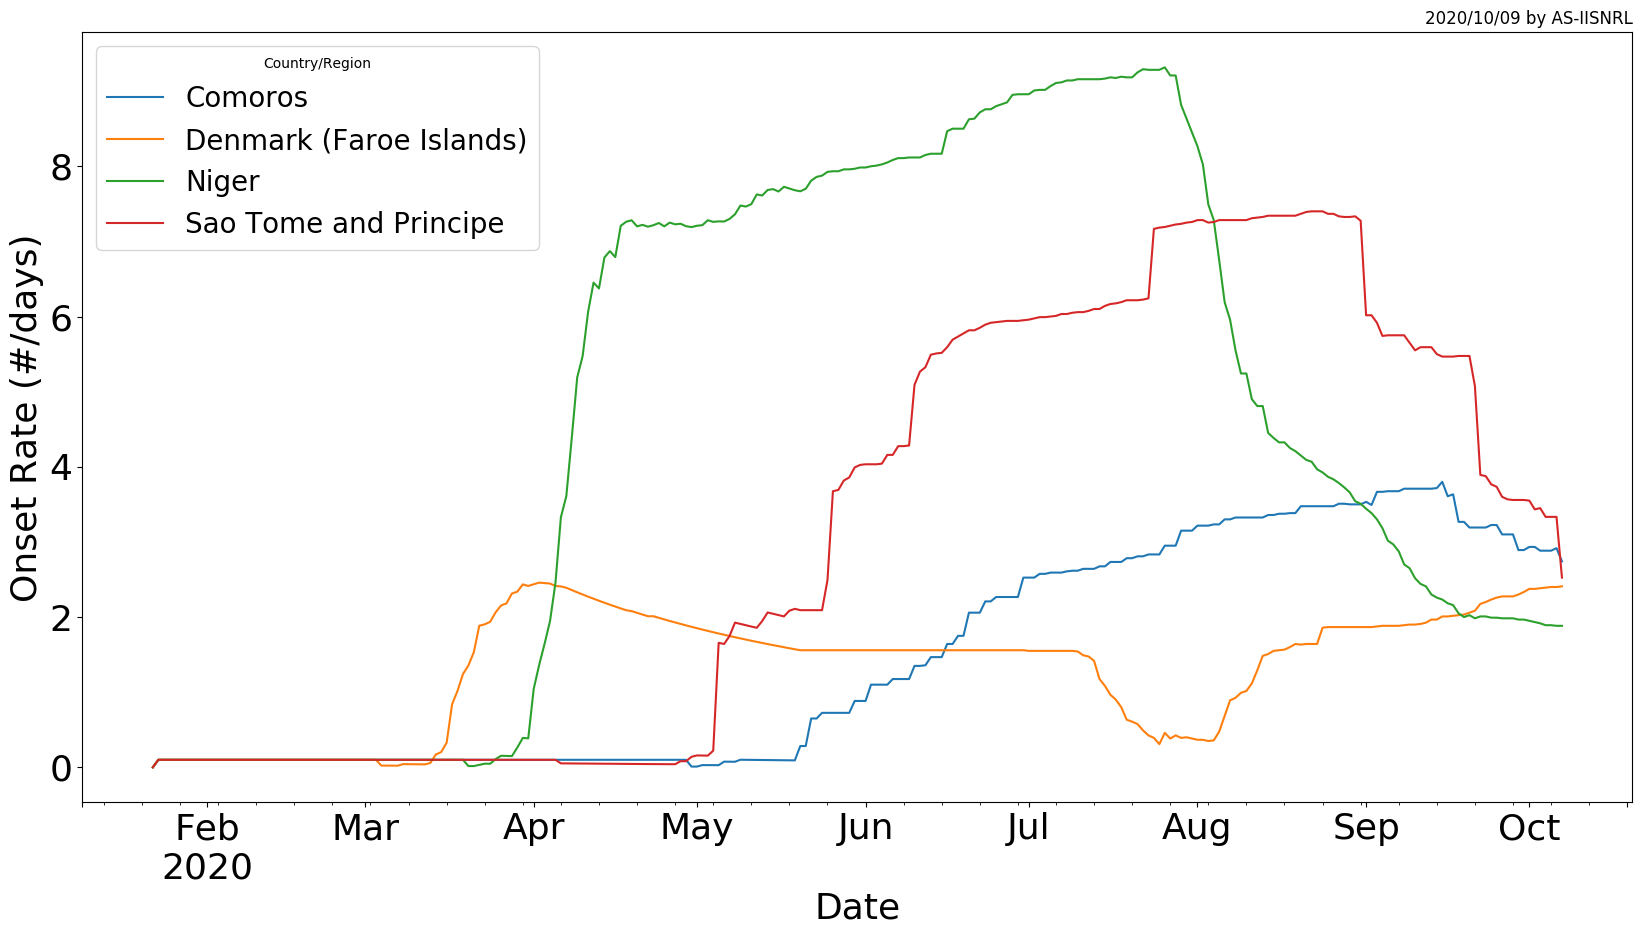 2020/10/09 by AS-IISNRL
Country/Region
Comoros
Denmark (Faroe Islands)
Niger
Sao Tome and Principe
Onset Rate (#/days)
8
6
4
2
0
Feb Mar Apr May Jun Jul Aug Sep Oct
2020
Date